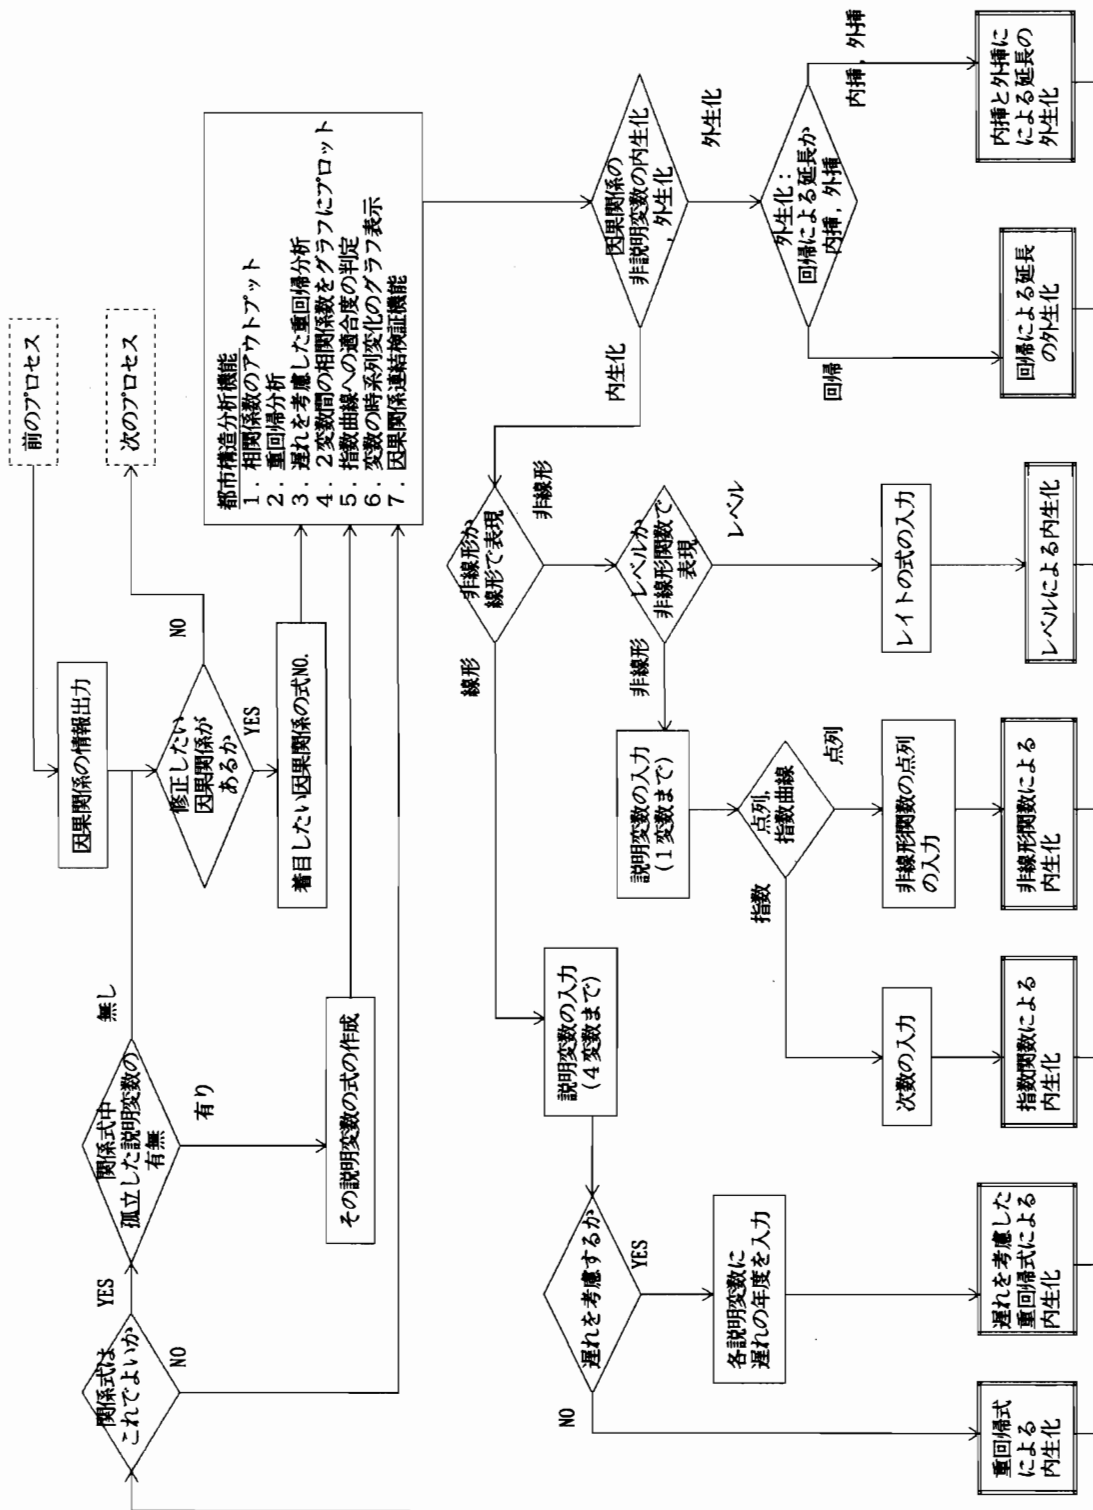 前のプロセス
次のプロセス
因果関係の情報出力
修正したい
因果関係が
あるか
NO
YES
着目したい因果関係の式NO.
関係式は
これでよいか
YES
NO
関係式中
孤立した説明変数の
有無
無し
有り
その説明変数の式の作成
都市構造分析機能
1．相関係数のアウトプット
2．重回帰分析
3．遅れを考慮した重回帰分析
4．2変数間の相関係数をグラフにプロット
5．指数曲線への適合度の判定
6．変数の時系列変化のグラフ表示
7．因果関係連結検証機能
因果関係の
非説明変数の内生化
，外生化
内生化
外生化
外生化：
回帰による延長か
内挿，外挿
回帰
内挿，外挿
非線形か
線形で表現
線形
非線形
レベルか
非線形関数で
表現
非線形
レベル
説明変数の入力
(4変数まで)
説明変数の入力
(1変数まで)
点列,
指数曲線
指数
点列
遅れを考慮するか
NO
YES
各説明変数に
遅れの年度を入力
次数の入力
非線形関数の点列
の入力
レイトの式の入力
重回帰式
による
内生化
遅れを考慮した
重回帰式による
内生化
指数関数による
内生化
非線形関数による
内生化
レベルによる内生化
回帰による延長
の外生化
内挿と外挿に
による延長の
外生化